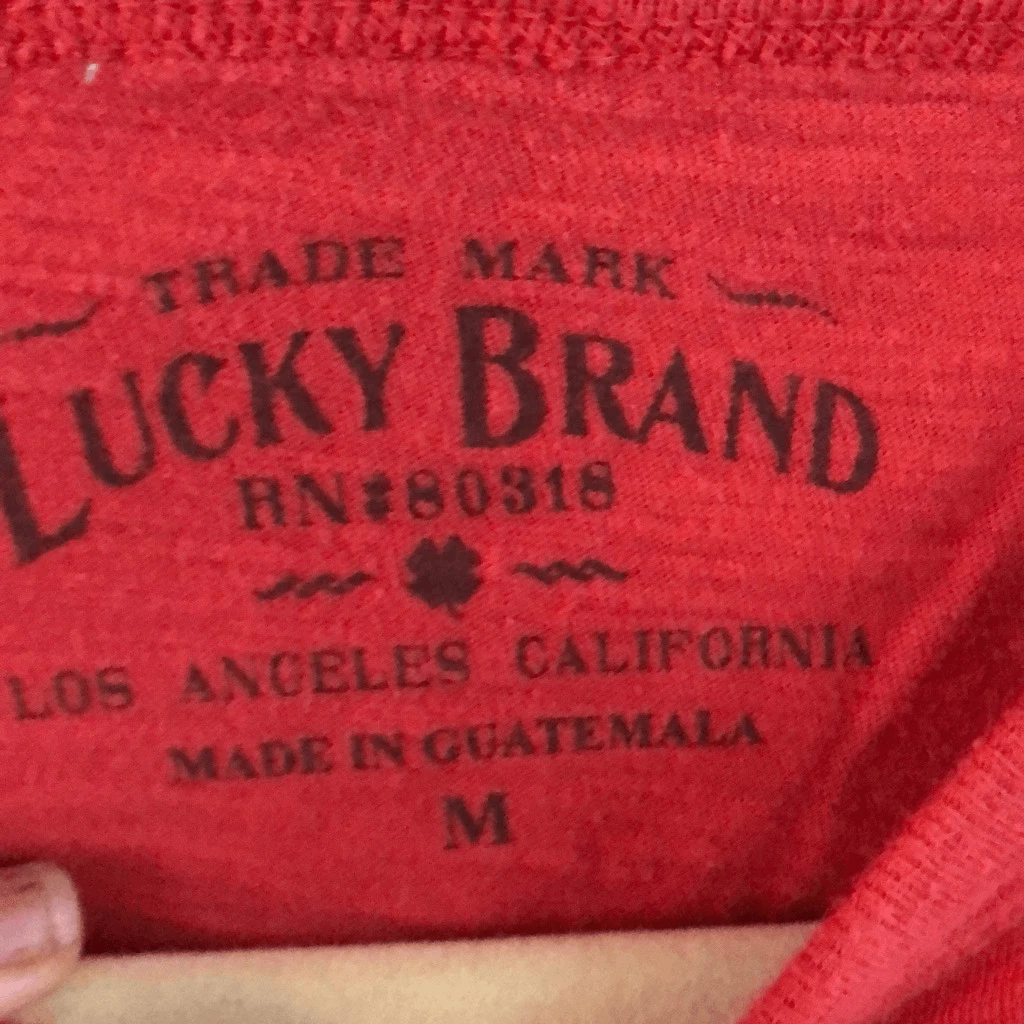 TRADE MARK
LUCKY BRAND
RN#80318
LOS ANGELES CALIFORNIA
MADE IN GUATEMALA
M